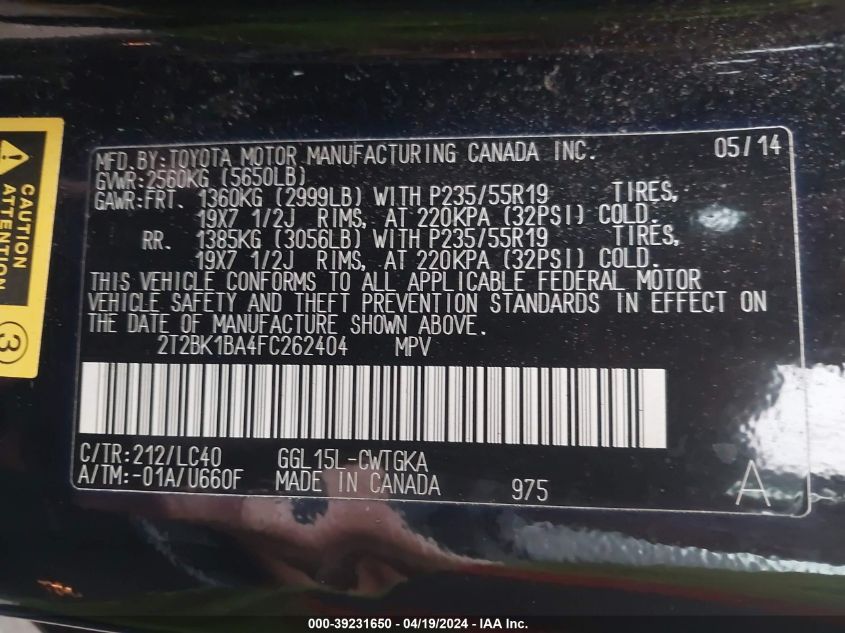 MFD. BY: TOYOTA MOTOR MANUFACTURING CANADA INC. 05/14
GVWR: 2560KG (5650LB)
GAWR: FRT. 1360KG (2999LB) WITH P235/55R19 TIRES,
19X7 1/2J RIMS, AT 220KPA (32PSI) COLD.
RR. 1385KG (3056LB) WITH P235/55R19 TIRES,
19X7 1/2J RIMS, AT 220KPA (32PSI) COLD.
THIS VEHICLE CONFORMS TO ALL APPLICABLE FEDERAL MOTOR
VEHICLE SAFETY AND THEFT PREVENTION STANDARDS IN EFFECT ON
THE DATE OF MANUFACTURE SHOWN ABOVE.
2T2BK1BA4FC262404 MPV
C/TR: 212/LC40 GGL15L-CWTGKA
A/TM: -01A/U660F MADE IN CANADA 975 A
CAUTION
ATTENTION
3
000-39231650 - 04/19/2024 - IAA Inc.